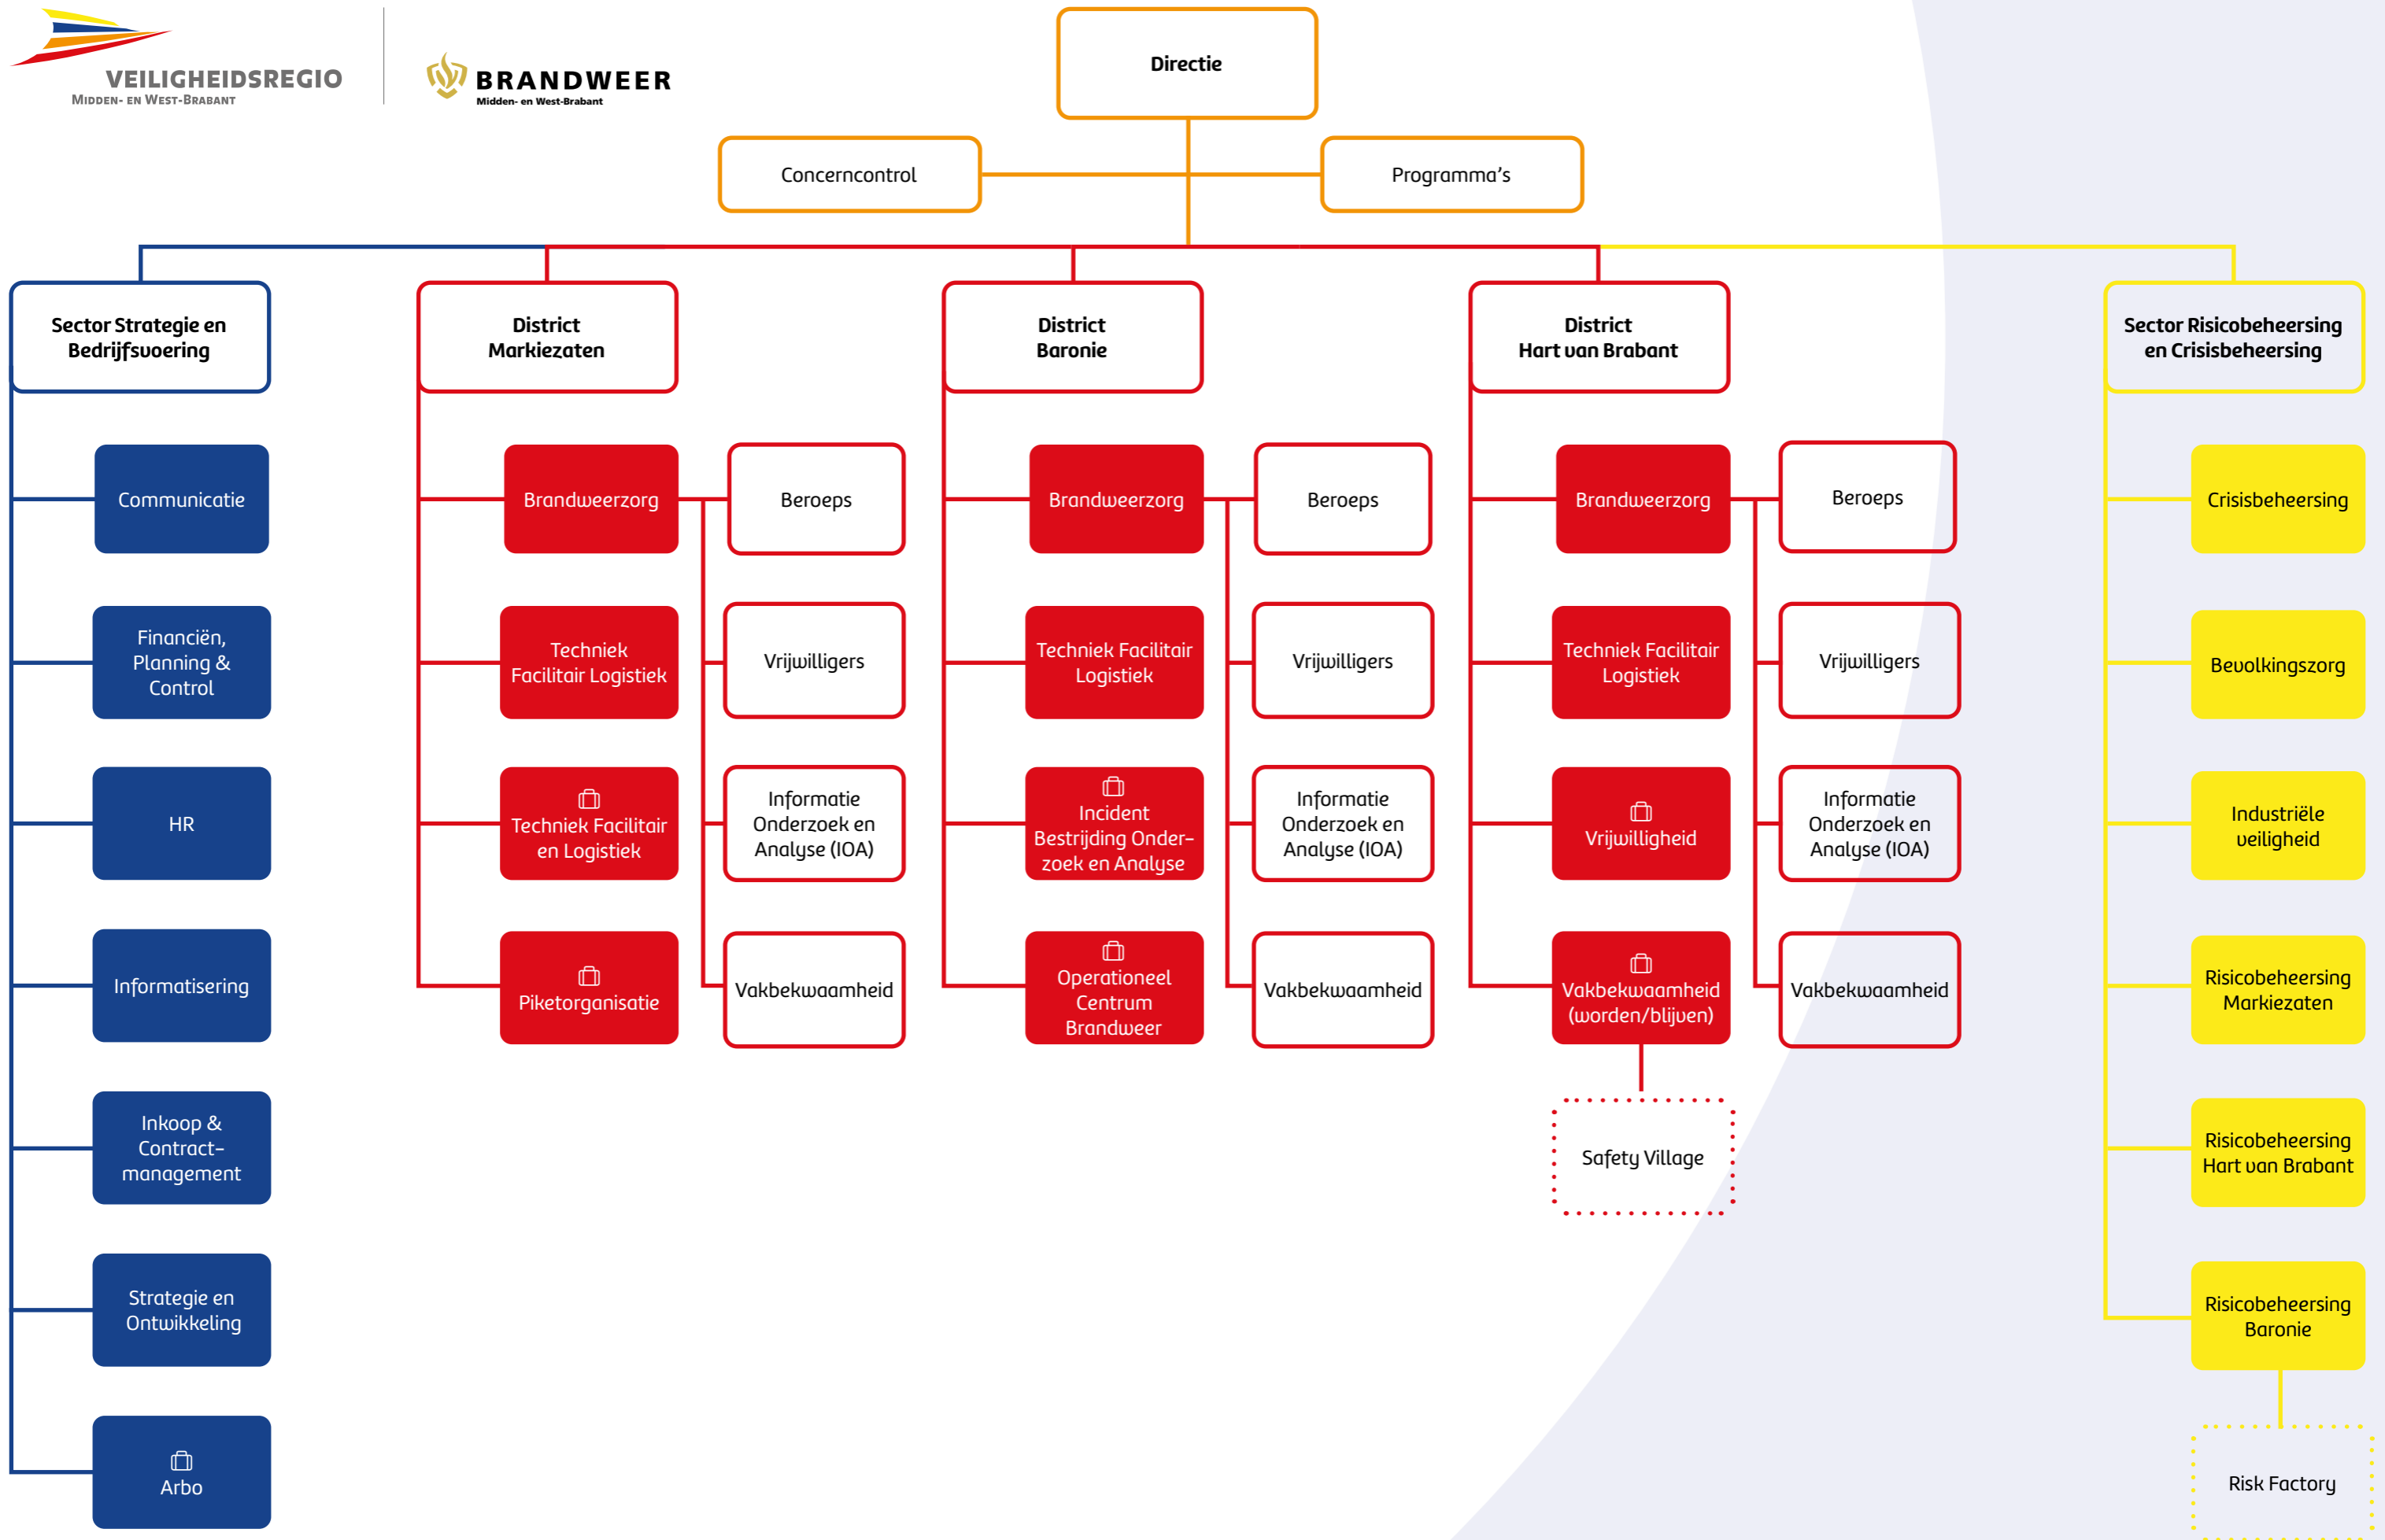 VEILIGHEIDSREGIO
MIDDEN- EN WEST-BRABANT
BRANDWEER
Midden- en West-Brabant
Directie
Concerncontrol
Programma's
Sector Strategie en
Bedrijfsvoering
Communicatie
Financiën,
Planning &
Control
HR
Informatisering
Inkoop &
Contract-
management
Strategie en
Ontwikkeling
Arbo
District
Markiezaten
Brandweerzorg
Techniek
Facilitair Logistiek
Techniek Facilitair
en Logistiek
Piketorganisatie
Beroeps
Vrijwilligers
Informatie
Onderzoek en
Analyse (IOA)
Vakbekwaamheid
District
Baronie
Brandweerzorg
Techniek Facilitair
Logistiek
Incident
Bestrijding Onder-
zoek en Analyse
Operationeel
Centrum
Brandweer
Beroeps
Vrijwilligers
Informatie
Onderzoek en
Analyse (IOA)
Vakbekwaamheid
District
Hart van Brabant
Brandweerzorg
Techniek Facilitair
Logistiek
Vrijwilligheid
Vakbekwaamheid
(worden/blijven)
Safety Village
Beroeps
Vrijwilligers
Informatie
Onderzoek en
Analyse (IOA)
Vakbekwaamheid
Sector Risicobeheersing
en Crisisbeheersing
Crisisbeheersing
Bevolkingszorg
Industriële
veiligheid
Risicobeheersing
Markiezaten
Risicobeheersing
Hart van Brabant
Risicobeheersing
Baronie
Risk Factory